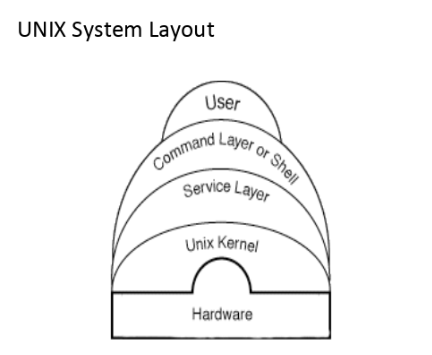 UNIX System Layout
User
Command Layer or Shell
Service Layer
Unix Kernel
Hardware